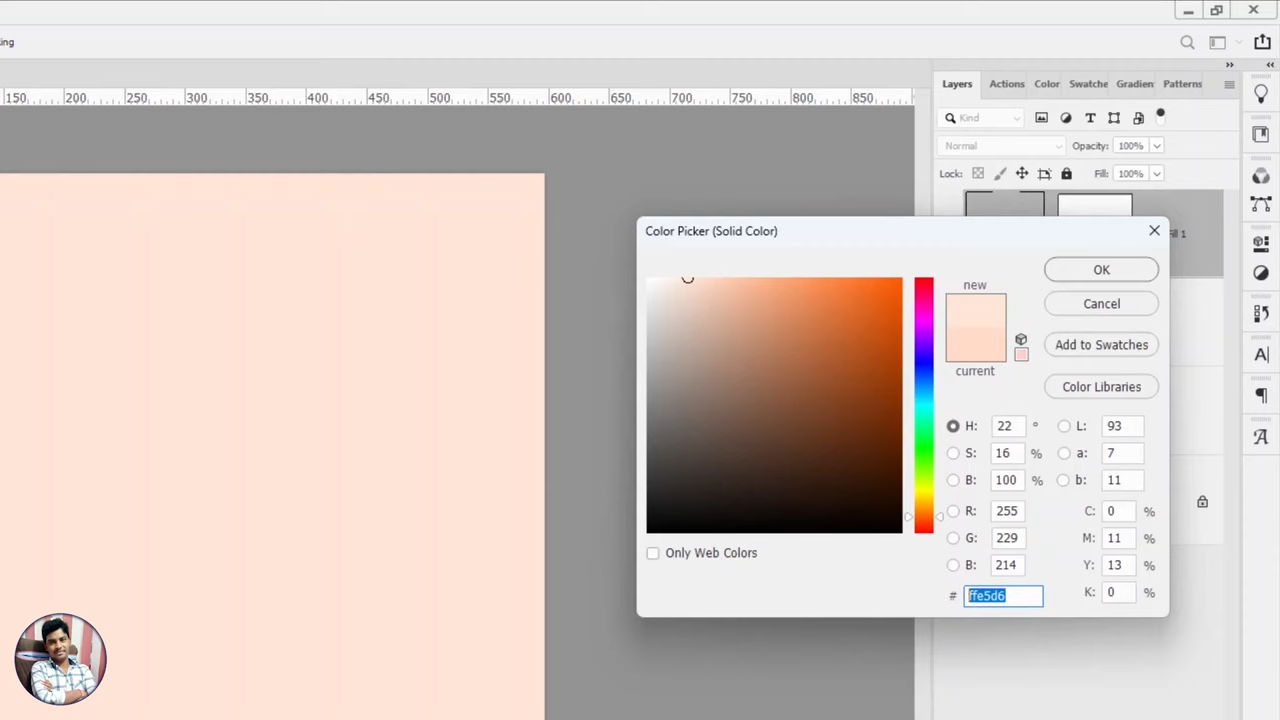 ing
150 200 250 300 350 400 450 500 550 600 650 700 750 800 850
Layers Actions Color Swatche Gradien Patterns
Kind
Normal Opacity: 100%
Lock: Fill: 100%
ill 1
Color Picker (Solid Color)
new
current
OK
Cancel
Add to Swatches
Color Libraries
H: 22 ° L: 93
S: 16 % a: 7
B: 100 % b: 11
R: 255 C: 0 %
G: 229 M: 11 %
B: 214 Y: 13 %
# ffe5d6 K: 0 %
Only Web Colors